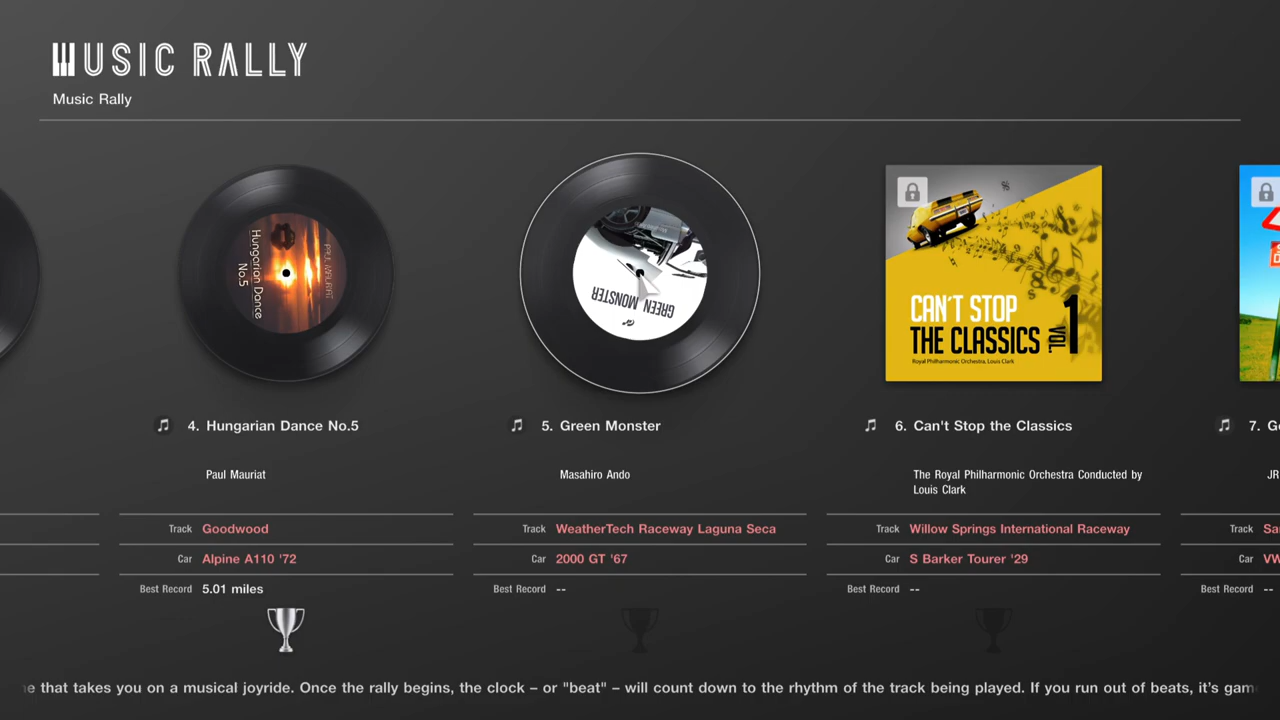 MUSIC RALLY
Music Rally
Hungarian Dance
No.5
PAUL MAURIAT
GREEN MONSTER
CAN'T STOP
THE CLASSICS VOL. 1
Royal Philharmonic Orchestra, Louis Clark
4. Hungarian Dance No.5
5. Green Monster
6. Can't Stop the Classics
7. G
Paul Mauriat
Masahiro Ando
The Royal Philharmonic Orchestra Conducted by
Louis Clark
JR
Track Goodwood
Track WeatherTech Raceway Laguna Seca
Track Willow Springs International Raceway
Track Sa
Car Alpine A110 '72
Car 2000 GT '67
Car S Barker Tourer '29
Car VW
Best Record 5.01 miles
Best Record --
Best Record --
Best Record --
e that takes you on a musical joyride. Once the rally begins, the clock – or "beat" – will count down to the rhythm of the track being played. If you run out of beats, it's gam